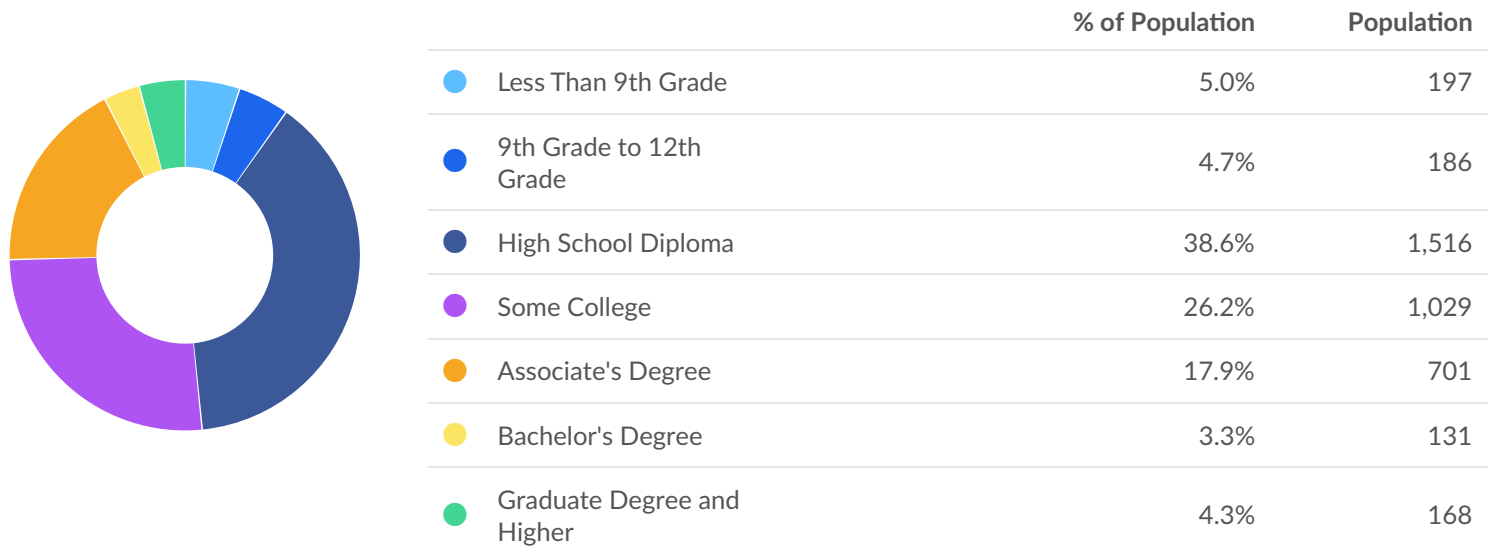 % of Population Population
Less Than 9th Grade 5.0% 197
9th Grade to 12th
Grade 4.7% 186
High School Diploma 38.6% 1,516
Some College 26.2% 1,029
Associate's Degree 17.9% 701
Bachelor's Degree 3.3% 131
Graduate Degree and
Higher 4.3% 168